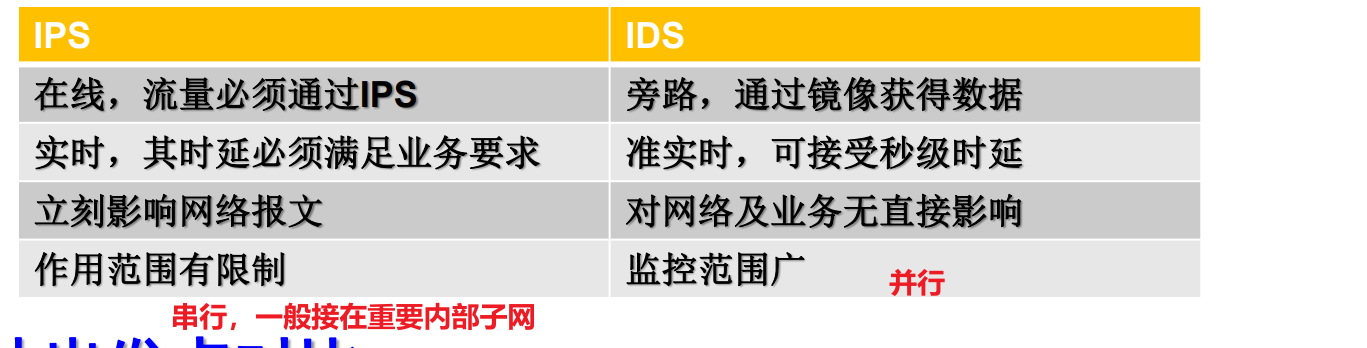 IPS IDS
在线，流量必须通过IPS 旁路，通过镜像获得数据
实时，其时延必须满足业务要求 准实时，可接受秒级时延
立刻影响网络报文 对网络及业务无直接影响
作用范围有限制 监控范围广
并行
串行，一般接在重要内部子网